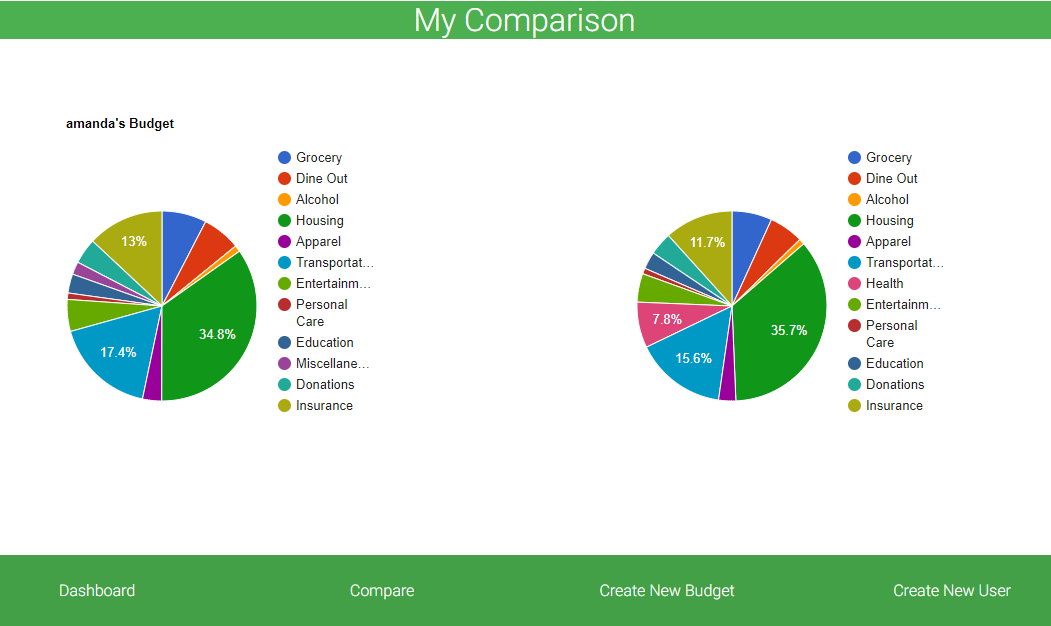 My Comparison
amanda's Budget
Grocery
Dine Out
Alcohol
Housing
Apparel
Transportat...
Entertainm...
Personal
Care
Education
Miscellane...
Donations
Insurance
13%
34.8%
17.4%
Grocery
Dine Out
Alcohol
Housing
Apparel
Transportat...
Health
Entertainm...
Personal
Care
Education
Donations
Insurance
11.7%
7.8%
35.7%
15.6%
Dashboard
Compare
Create New Budget
Create New User